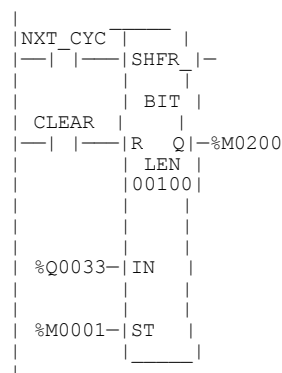 NXT_CYC
SHFR_
BIT
CLEAR
R Q %M0200
LEN
00100
%Q0033 IN
%M0001 ST